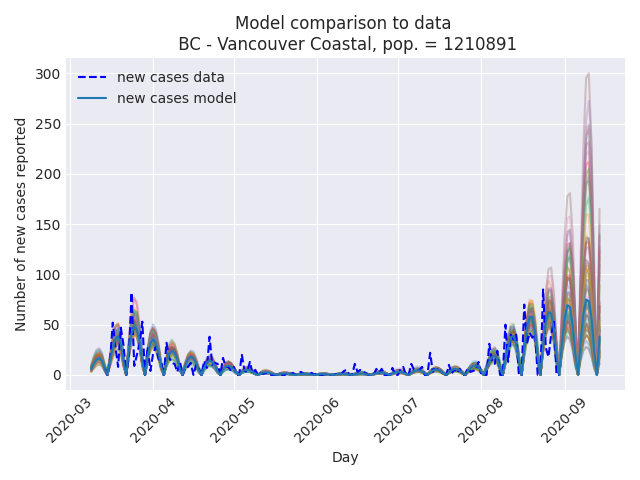 Model comparison to data
BC - Vancouver Coastal, pop. = 1210891
new cases data
new cases model
Number of new cases reported
300
250
200
150
100
50
0
2020-03
2020-04
2020-05
2020-06
2020-07
2020-08
2020-09
Day